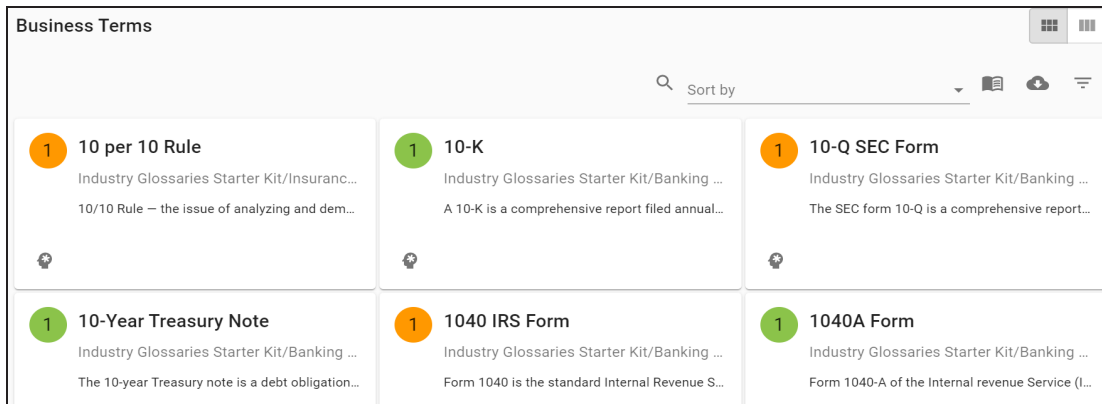 Business Terms
Sort by
1 10 per 10 Rule
Industry Glossaries Starter Kit/Insuranc...
10/10 Rule — the issue of analyzing and dem...
1 10-K
Industry Glossaries Starter Kit/Banking ...
A 10-K is a comprehensive report filed annual...
1 10-Q SEC Form
Industry Glossaries Starter Kit/Banking ...
The SEC form 10-Q is a comprehensive report...
1 10-Year Treasury Note
Industry Glossaries Starter Kit/Banking ...
The 10-year Treasury note is a debt obligation...
1 1040 IRS Form
Industry Glossaries Starter Kit/Banking ...
Form 1040 is the standard Internal Revenue S...
1 1040A Form
Industry Glossaries Starter Kit/Banking ...
Form 1040-A of the Internal revenue Service (I...